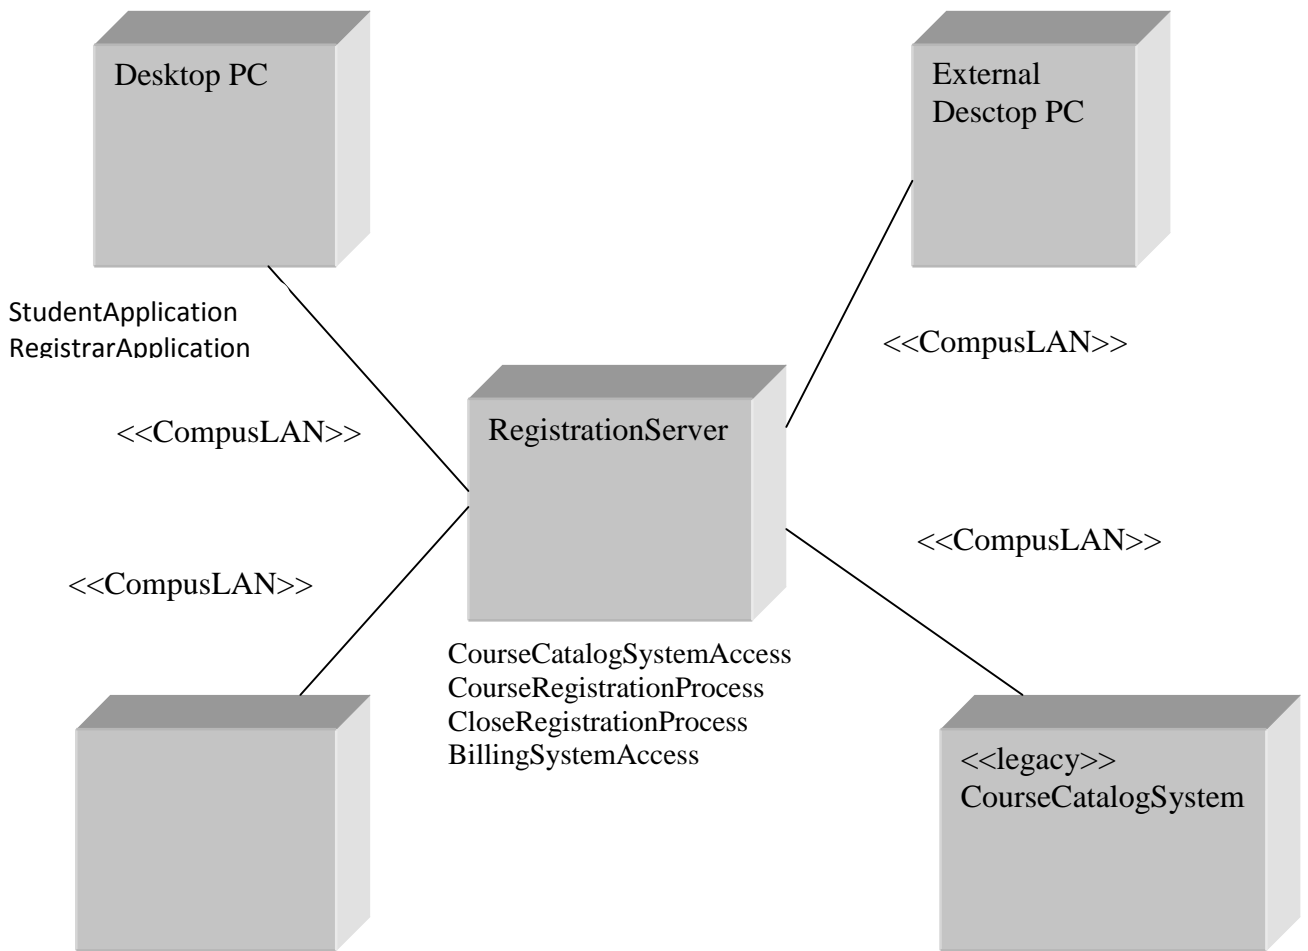 Desktop PC
External
Desctop PC
StudentApplication
RegistrarApplication
<<CompusLAN>>
<<CompusLAN>>
RegistrationServer
<<CompusLAN>>
<<CompusLAN>>
CourseCatalogSystemAccess
CourseRegistrationProcess
CloseRegistrationProcess
BillingSystemAccess
<<legacy>>
CourseCatalogSystem